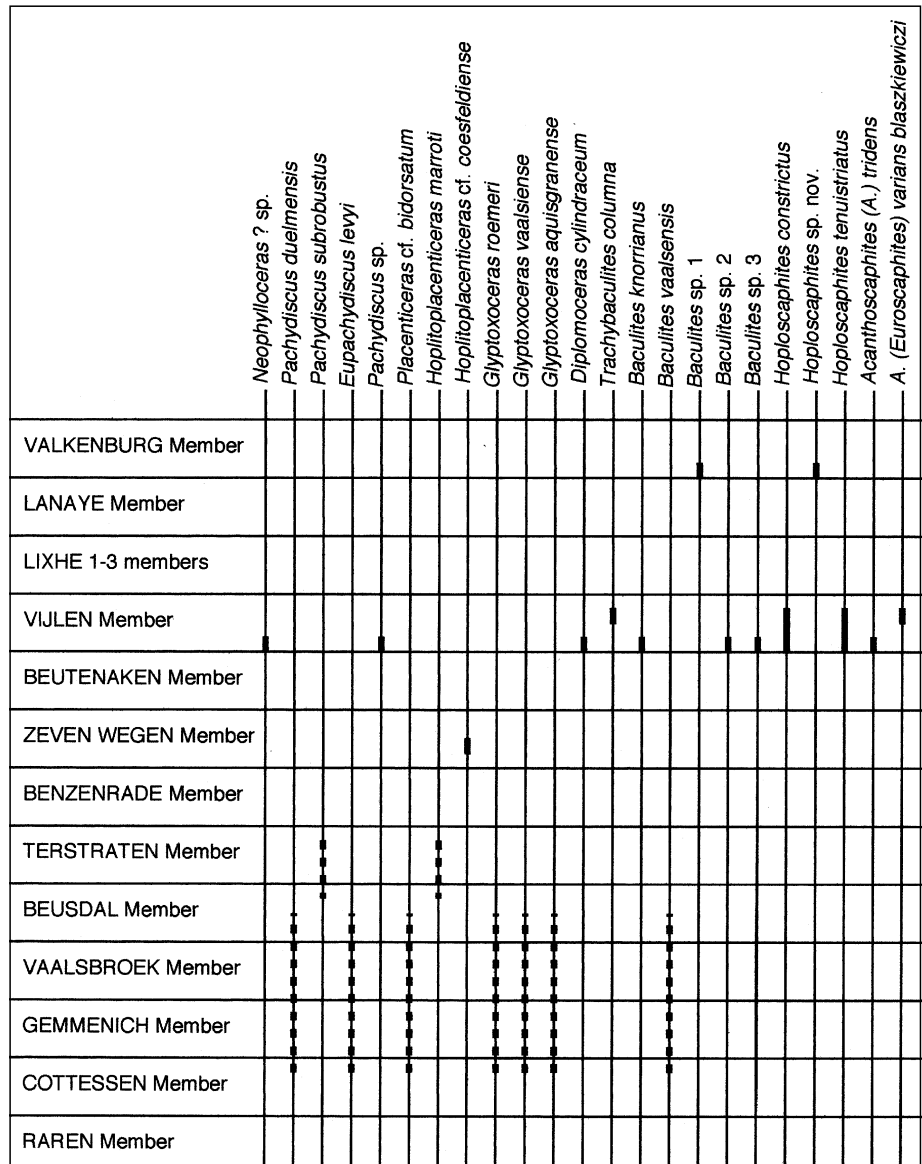 Neophylloceras ? sp.
Pachydiscus duelmensis
Pachydiscus subrobustus
Eupachydiscus levyi
Pachydiscus sp.
Placenticeras cf. bidorsatum
Hoplitoplacenticeras marroti
Hoplitoplacenticeras cf. coesfeldiense
Glyptoxoceras roemeri
Glyptoxoceras vaalsiense
Glyptoxoceras aquisgranense
Diplomoceras cylindraceum
Trachybaculites columna
Baculites knorrianus
Baculites vaalsensis
Baculites sp. 1
Baculites sp. 2
Baculites sp. 3
Hoploscaphites constrictus
Hoploscaphites sp. nov.
Hoploscaphites tenuistriatus
Acanthoscaphites (A.) tridens
A. (Euroscaphites) varians blaszkiewiczi
VALKENBURG Member
LANAYE Member
LIXHE 1-3 members
VIJLEN Member
BEUTENAKEN Member
ZEVEN WEGEN Member
BENZENRADE Member
TERSTRATEN Member
BEUSDAL Member
VAALSBROEK Member
GEMMENICH Member
COTTESSEN Member
RAREN Member